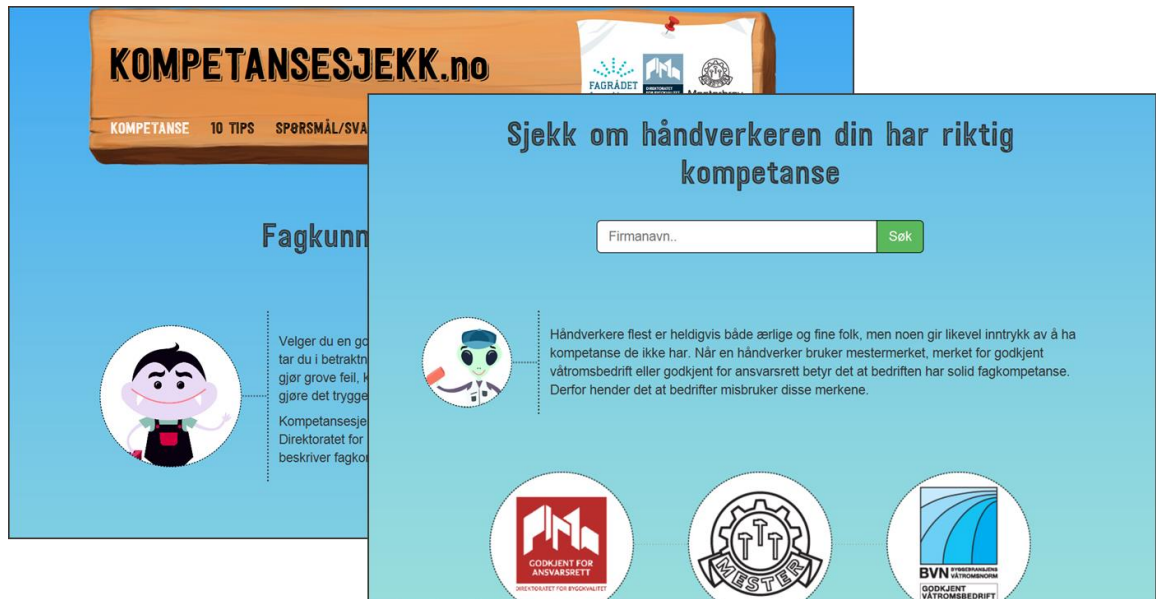 KOMPETANSESJEKK.no
FAGRÅDET
DIREKTORATET
KOMPETANSE 10 TIPS SPØRSMÅL/SVA
Fagkunn
Velger du en go
tar du i betraktn
gjør grove feil, k
gjøre det trygge
Kompetansesje
Direktoratet for
beskriver fagkor
Sjekk om håndverkeren din har riktig
kompetanse
Firmanavn.. Søk
Håndverkere flest er heldigvis både ærlige og fine folk, men noen gir likevel inntrykk av å ha
kompetanse de ikke har. Når en håndverker bruker mestermerket, merket for godkjent
våtromsbedrift eller godkjent for ansvarsrett betyr det at bedriften har solid fagkompetanse.
Derfor hender det at bedrifter misbruker disse merkene.
GODKJENT FOR
ANSVARSRETT
DIREKTORATET FOR BYGGKVALITET
MESTER
BVN BYGGEBRANSJENS
VÅTROMSNORM
GODKJENT
VÅTROMSBEDRIFT